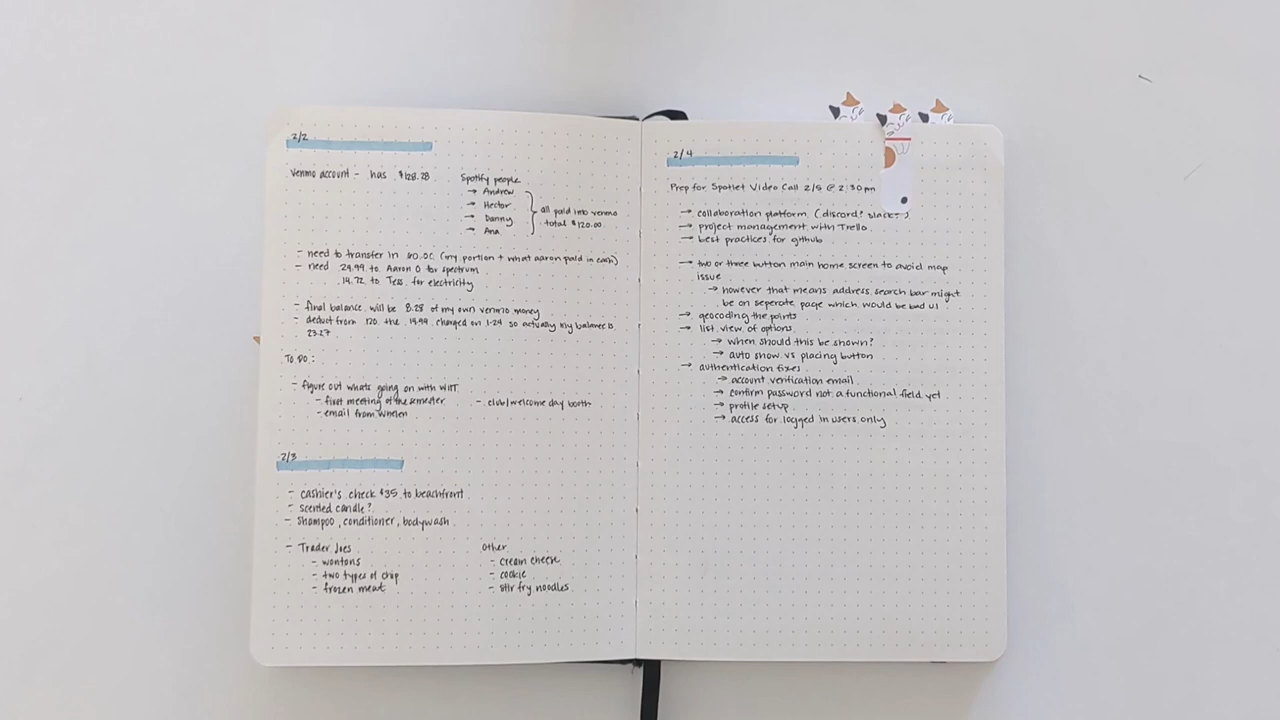 2/2
Venmo account - has $128.28
Spotify people
→ Andrew
→ Hector
→ Danny
→ Ana
all paid into venmo
total $120.00
- need to transfer in 60.00 (my portion + what aaron paid in cash)
- need 24.99 to Aaron O for spectrum
14.72 to Tess for electricity
- final balance will be 8.28 of my own venmo money
- deduct from 120 the 14.99 charged on 1-24 so actually my balance is
23.27
To Do:
- figure out whats going on with WITT
- first meeting of the semester
- email from Whelen
- club/welcome day booth
2/3
- cashier's check $35 to beachfront
- scented candle?
- shampoo, conditioner, bodywash
- Trader Joes
- wontons
- two types of chip
- frozen meat
Other
- cream cheese
- cookie
- stir fry noodles
2/4
Prep for Spotlet Video Call 2/5 @ 2:30pm
→ collaboration platform (discord? slack?)
→ project management with Trello
→ best practices for github
→ two or three button main home screen to avoid map
issue
→ however that means address search bar might
be on seperate page which would be bad UI
→ geocoding the points
→ list view of options
→ when should this be shown?
→ auto show vs placing button
→ authentication fixes
→ account verification email
→ confirm password not a functional field yet
→ profile setup
→ access for logged in users only